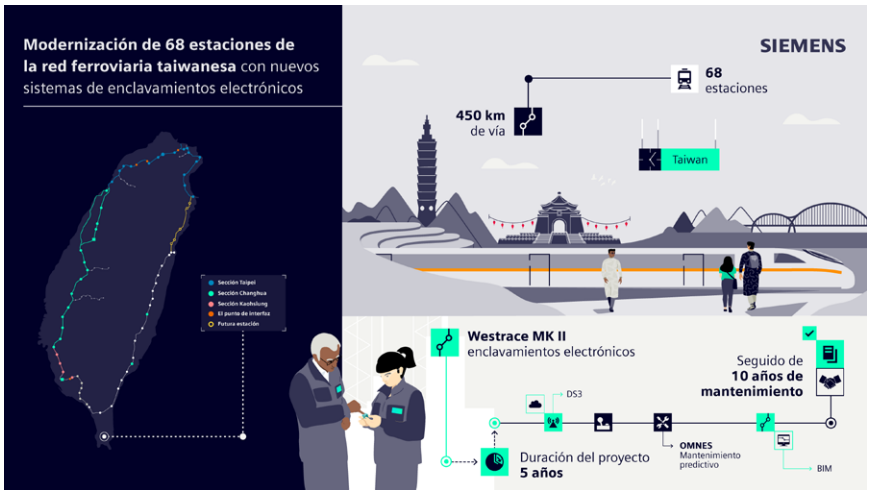 Modernización de 68 estaciones de
la red ferroviaria taiwanesa con nuevos
sistemas de enclavamientos electrónicos
SIEMENS
68
estaciones
450 km
de vía
Taiwan
Sección Taipei
Sección Changhua
Sección Kaohsiung
El punto de interfaz
Futura estación
Westrace MK II
enclavamientos electrónicos
Seguido de
10 años de
mantenimiento
DS3
OMNES
Mantenimiento
predictivo
BIM
Duración del proyecto
5 años